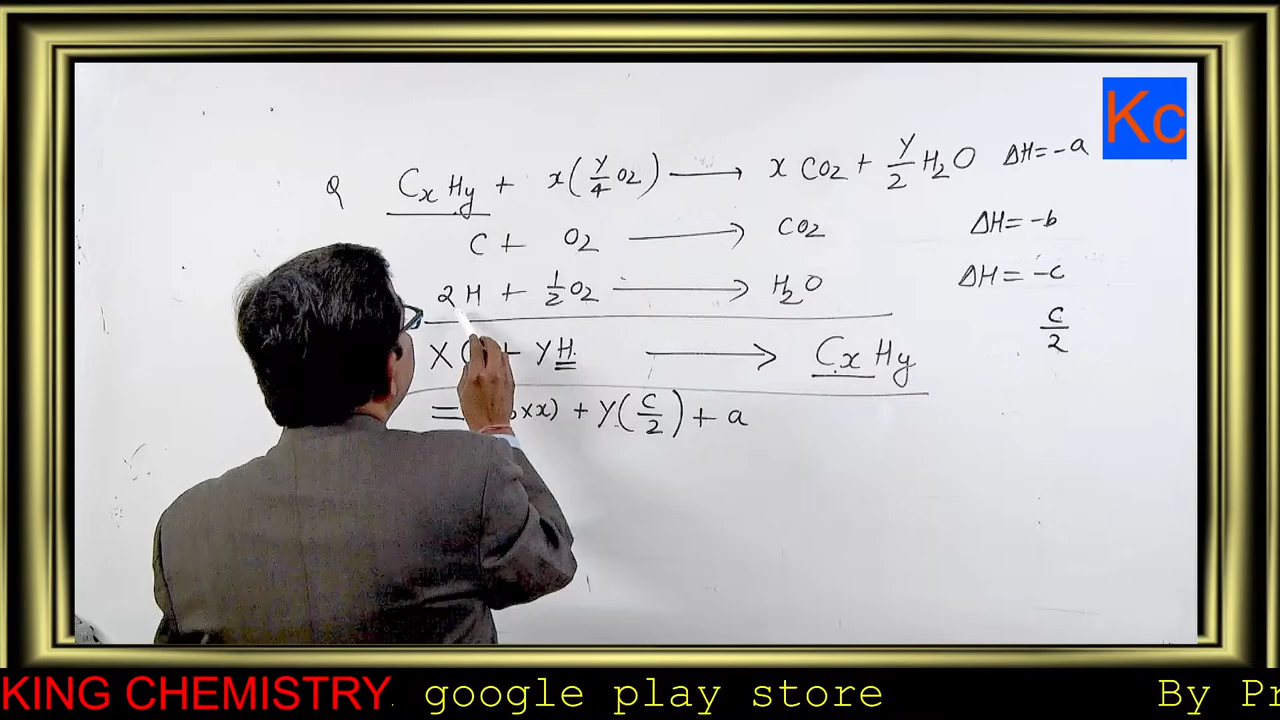 Kc
Q CxHy + x(y/4 O2) ⟶ x CO2 + y/2 H2O ΔH = -a
C + O2 ⟶ CO2 ΔH = -b
2H + 1/2 O2 ⟶ H2O ΔH = -c
c/2
X + YH ⟶ CxHy
= xx) + Y(c/2) + a
KING CHEMISTRY. google play store By Pr